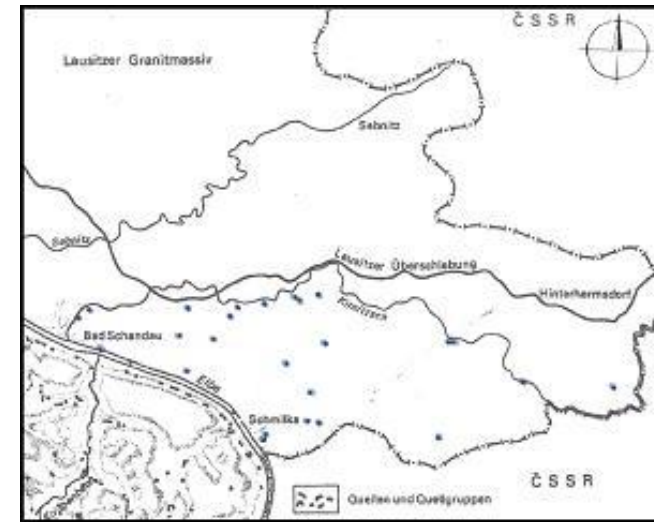 ČSSR
Lausitzer Granitmassiv
Sebnitz
Sebnitz
Lausitzer Überschiebung
Hinterhermsdorf
Kirnitzsch
Bad Schandau
Elbe
Schmilka
ČSSR
Quellen und Quellgruppen